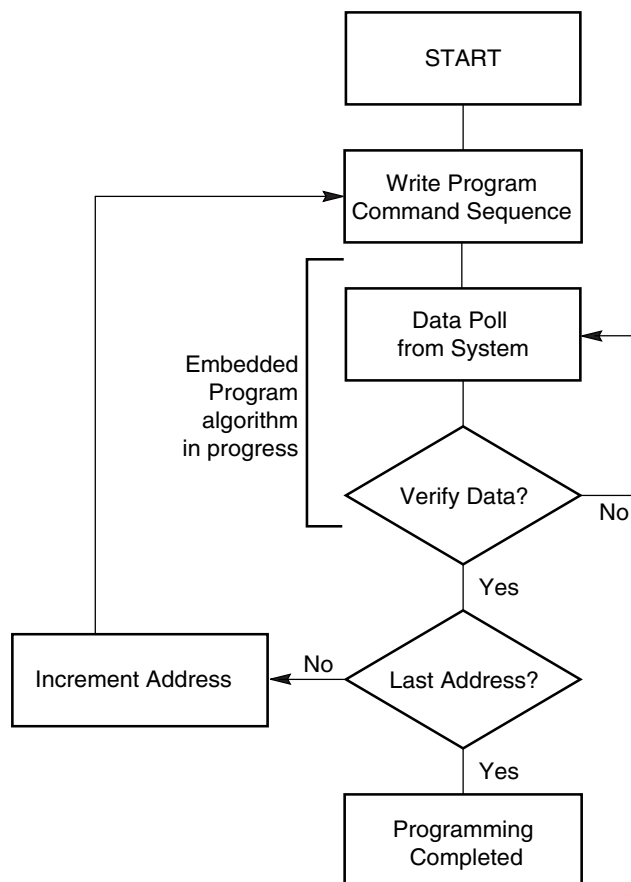 START
Write Program
Command Sequence
Data Poll
from System
Embedded
Program
algorithm
in progress
Verify Data?
No
Yes
Increment Address
No
Last Address?
Yes
Programming
Completed